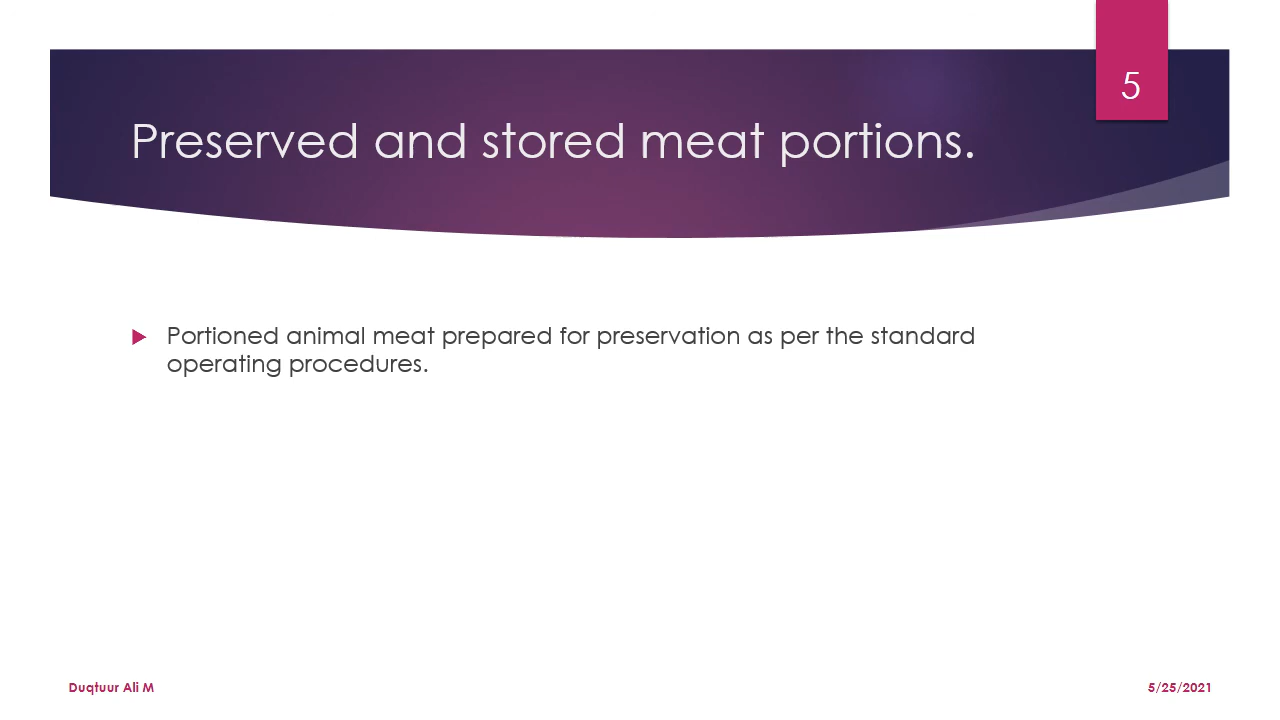 5
Preserved and stored meat portions.
Portioned animal meat prepared for preservation as per the standard
operating procedures.
Duqtuur Ali M
5/25/2021